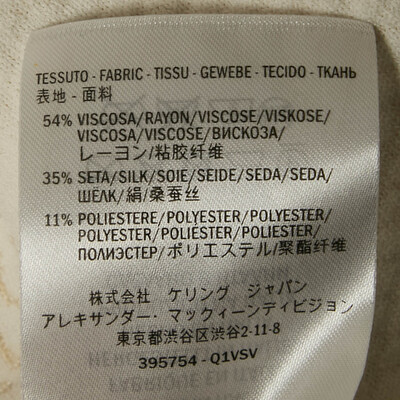 TESSUTO - FABRIC - TISSU - GEWEBE - TECIDO - ТКАНЬ
表地 - 面料
54% VISCOSA/RAYON/VISCOSE/VISKOSE/
VISCOSA/VISCOSE/ВИСКОЗА/
レーヨン/粘胶纤维
35% SETA/SILK/SOIE/SEIDE/SEDA/SEDA/
ШЁЛК/絹/桑蚕丝
11% POLIESTERE/POLYESTER/POLYESTER/
POLYESTER/POLIESTER/POLIESTER/
ПОЛИЭСТЕР/ポリエステル/聚酯纤维
株式会社 ケリング ジャパン
アレキサンダー・マックィーンディビジョン
東京都渋谷区渋谷2-11-8
395754 - Q1VSV